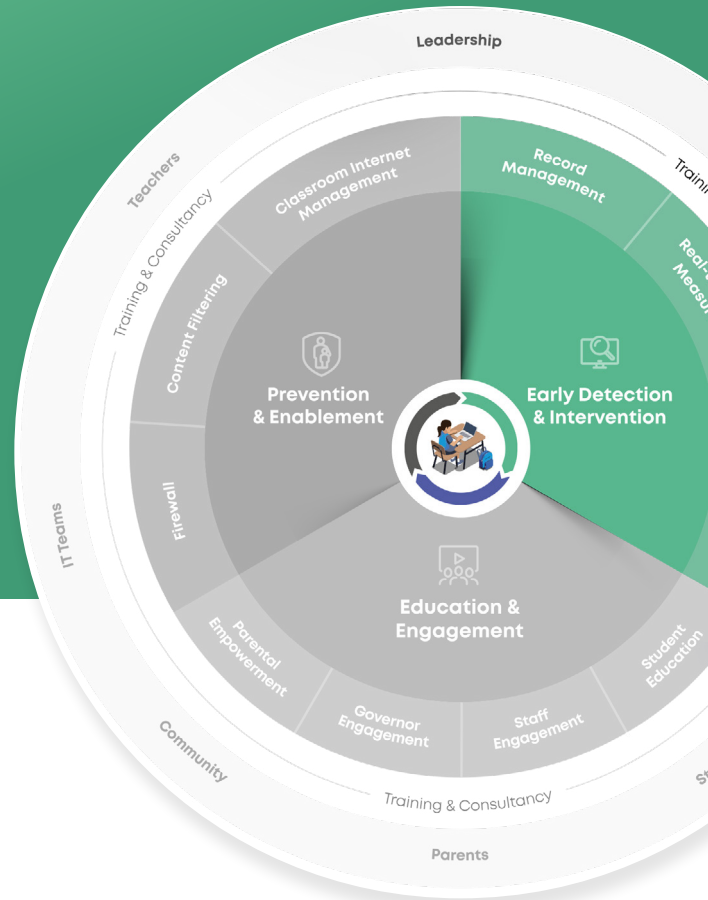 Leadership
Teachers
Training & Consultancy
Classroom Internet
Management
Record
Management
Content Filtering
Prevention
& Enablement
Early Detection
& Intervention
Firewall
IT Teams
Education &
Engagement
Parental
Empowerment
Governor
Engagement
Staff
Engagement
Student
Education
Community
Training & Consultancy
Parents